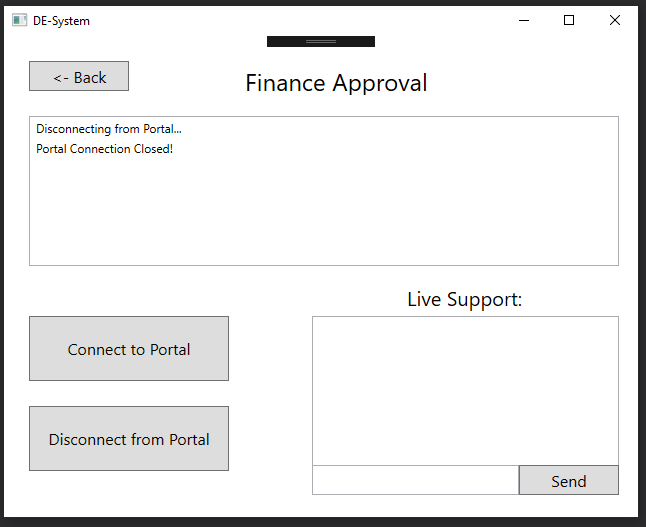 DE-System
<- Back
Finance Approval
Disconnecting from Portal...
Portal Connection Closed!
Live Support:
Connect to Portal
Disconnect from Portal
Send